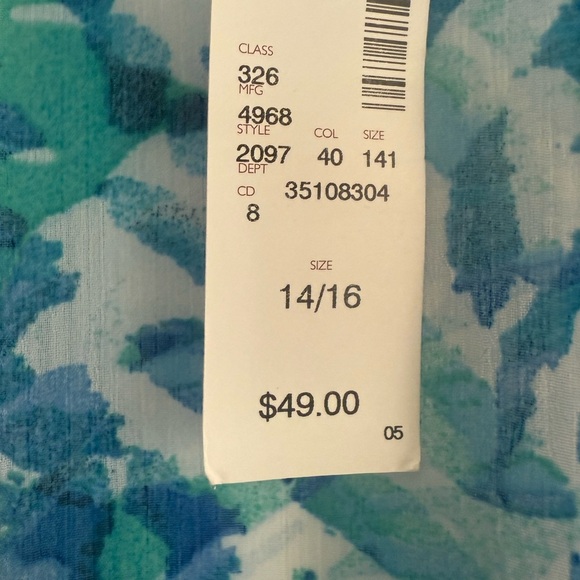 CLASS
326
MFG
4968
STYLE COL SIZE
2097 40 141
DEPT
CD 35108304
8
SIZE
14/16
$49.00
05